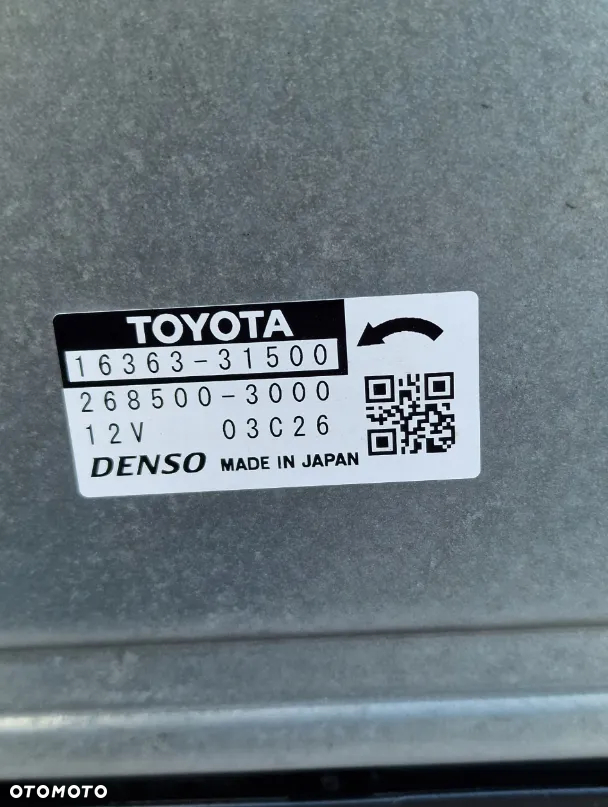 TOYOTA
16363-31500
268500-3000
12V 03C26
DENSO MADE IN JAPAN
OTOMOTO